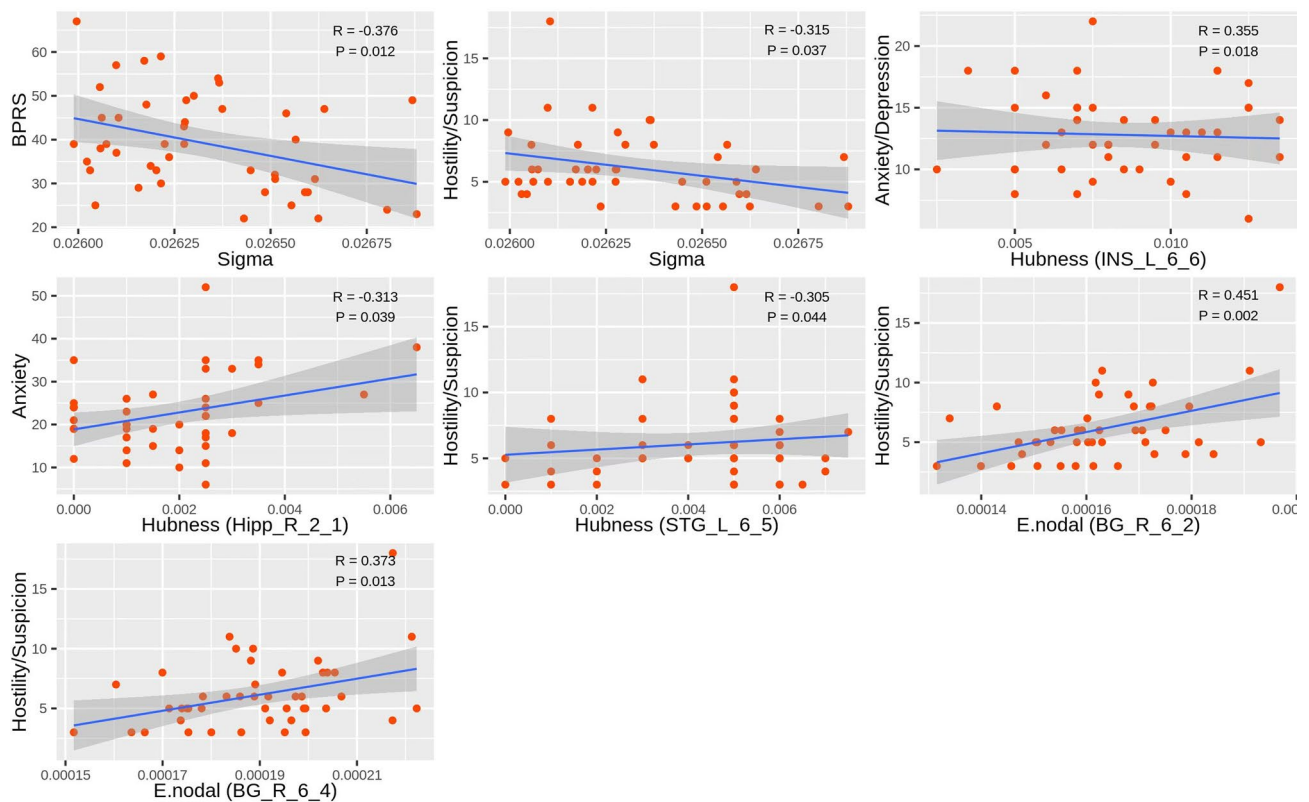 R = -0.376
P = 0.012
BPRS
60
50
40
30
20
0.02600
0.02625
0.02650
0.02675
Sigma
R = -0.315
P = 0.037
Hostility/Suspicion
15
10
5
0.02600
0.02625
0.02650
0.02675
Sigma
R = 0.355
P = 0.018
Anxiety/Depression
20
15
10
0.005
0.010
Hubness (INS_L_6_6)
R = -0.313
P = 0.039
Anxiety
50
40
30
20
10
0.000
0.002
0.004
0.006
Hubness (Hipp_R_2_1)
R = -0.305
P = 0.044
Hostility/Suspicion
15
10
5
0.000
0.002
0.004
0.006
Hubness (STG_L_6_5)
R = 0.451
P = 0.002
Hostility/Suspicion
15
10
5
0.00014
0.00016
0.00018
E.nodal (BG_R_6_2)
R = 0.373
P = 0.013
Hostility/Suspicion
15
10
5
0.00015
0.00017
0.00019
0.00021
E.nodal (BG_R_6_4)